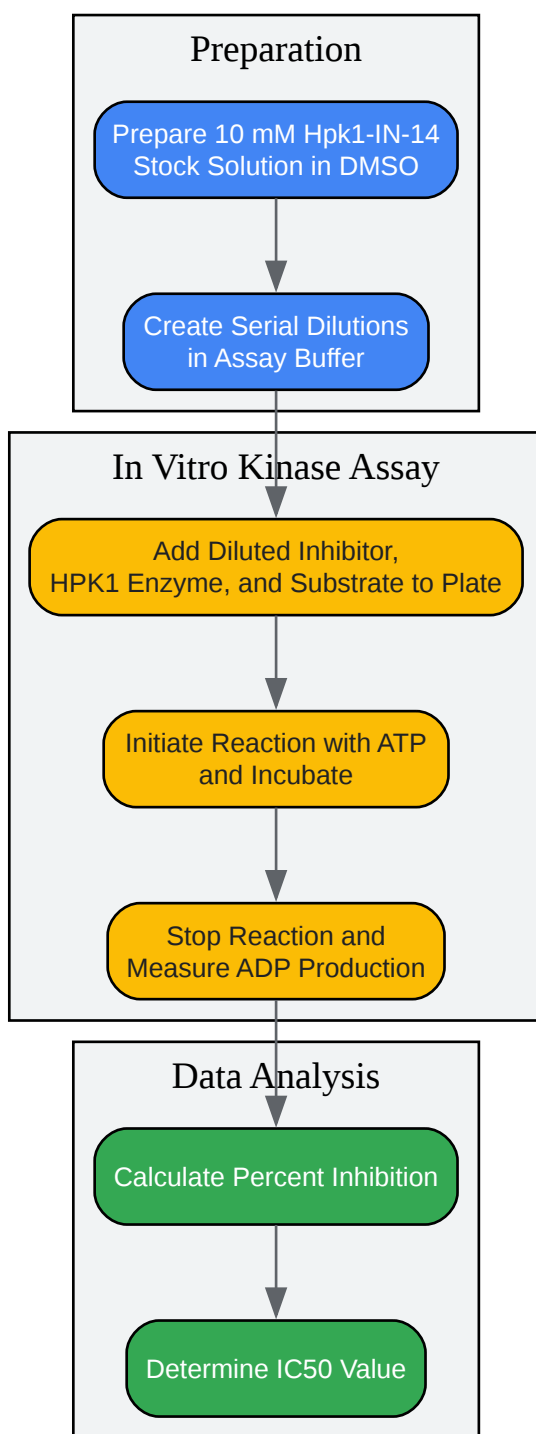 Preparation
Prepare 10 mM Hpk1-IN-14
Stock Solution in DMSO
Create Serial Dilutions
in Assay Buffer
In Vitro Kinase Assay
Add Diluted Inhibitor,
HPK1 Enzyme, and Substrate to Plate
Initiate Reaction with ATP
and Incubate
Stop Reaction and
Measure ADP Production
Data Analysis
Calculate Percent Inhibition
Determine IC50 Value